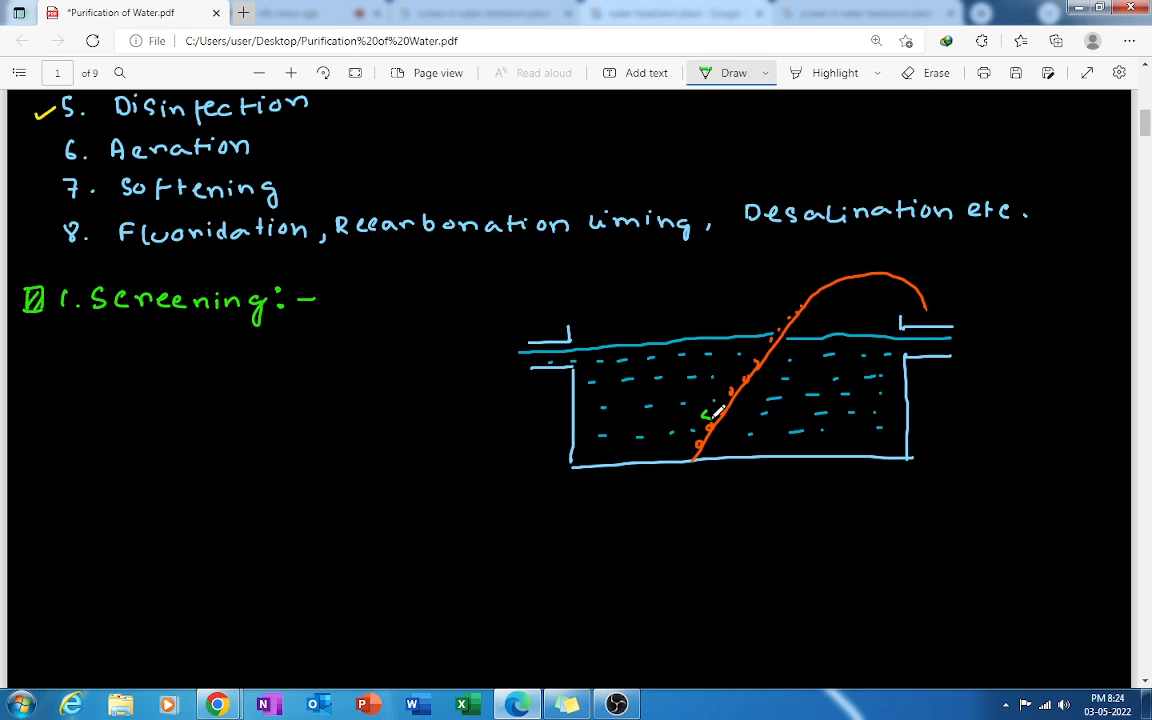 *Purification of Water.pdf
File
C:/Users/user/Desktop/Purification%20of%20Water.pdf
1 of 9
Page view
Read aloud
Add text
Draw
Highlight
Erase
5. Disinfection
6. Aeration
7. Softening
8. Fluoridation, Recarbonation liming, Desalination etc.
1. Screening:-
PM 8:24
03-05-2022